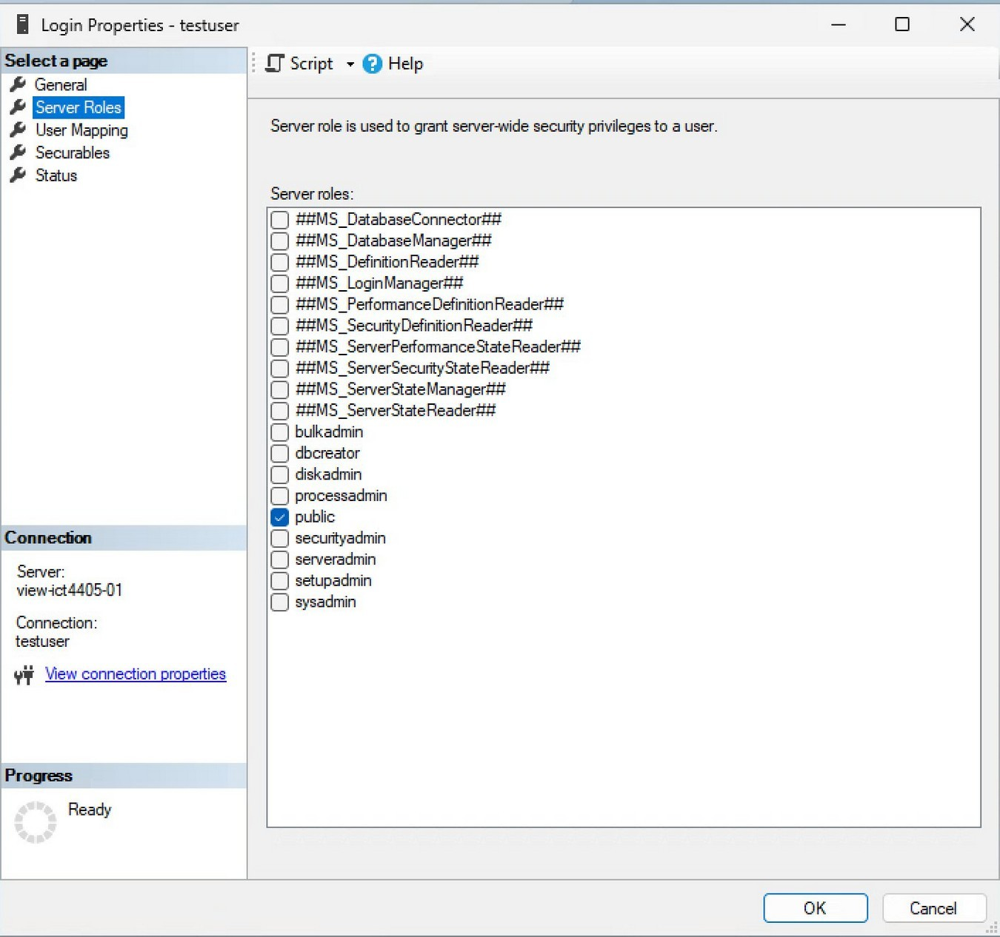 Login Properties - testuser
Select a page
General
Server Roles
User Mapping
Securables
Status
Connection
Server:
view-ict4405-01
Connection:
testuser
View connection properties
Progress
Ready
Script
Help
Server role is used to grant server-wide security privileges to a user.
Server roles:
##MS_DatabaseConnector##
##MS_DatabaseManager##
##MS_DefinitionReader##
##MS_LoginManager##
##MS_PerformanceDefinitionReader##
##MS_SecurityDefinitionReader##
##MS_ServerPerformanceStateReader##
##MS_ServerSecurityStateReader##
##MS_ServerStateManager##
##MS_ServerStateReader##
bulkadmin
dbcreator
diskadmin
processadmin
public
securityadmin
serveradmin
setupadmin
sysadmin
OK
Cancel